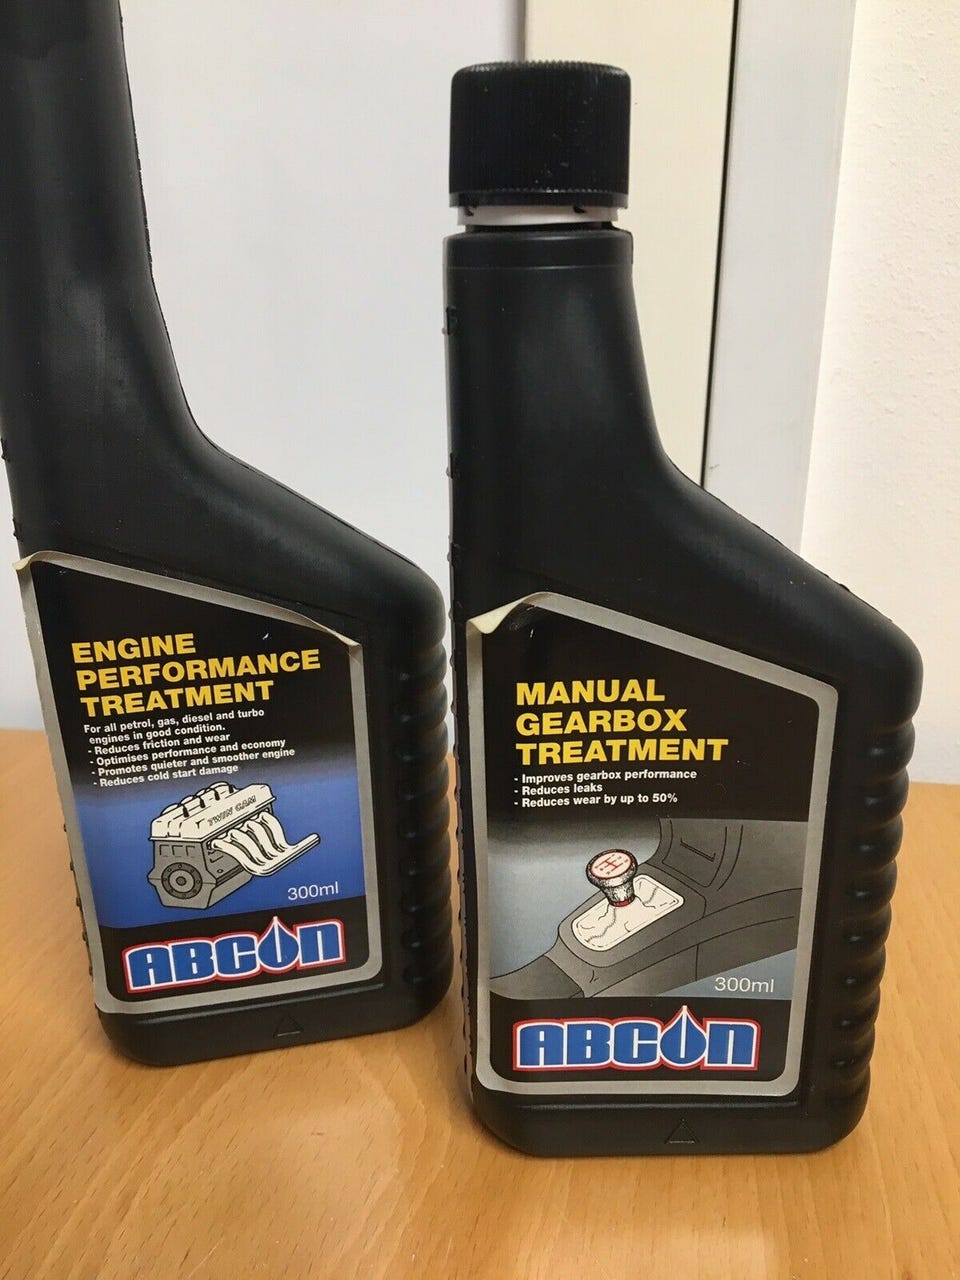 ENGINE
PERFORMANCE
TREATMENT
For all petrol, gas, diesel and turbo
engines in good condition.
- Reduces friction and wear
- Optimises performance and economy
- Promotes quieter and smoother engine
- Reduces cold start damage
TWIN CAM
300ml
ABCON
MANUAL
GEARBOX
TREATMENT
- Improves gearbox performance
- Reduces leaks
- Reduces wear by up to 50%
300ml
ABCON